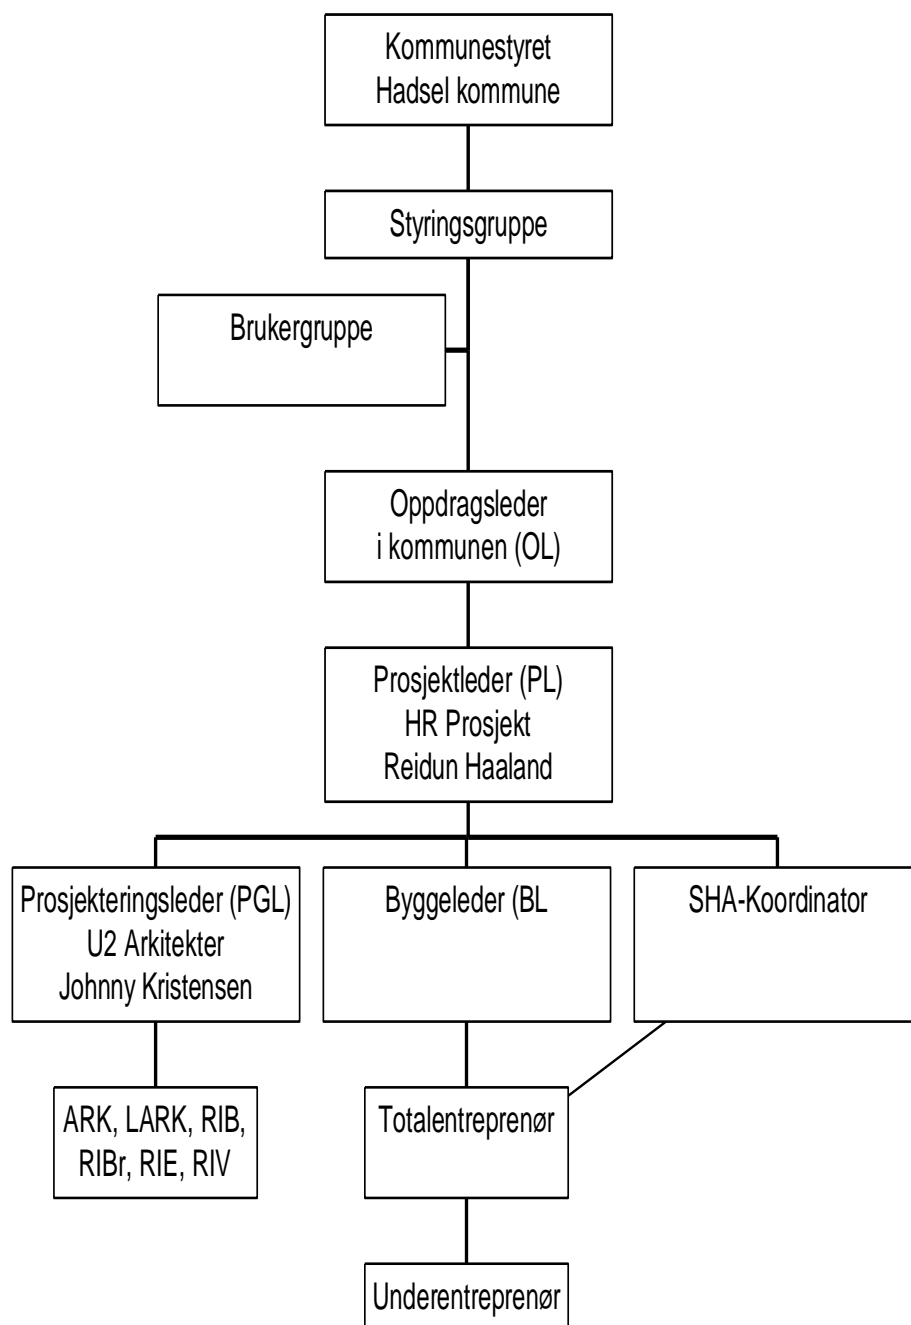 Kommunestyret
Hadsel kommune
Styringsgruppe
Brukergruppe
Oppdragsleder
i kommunen (OL)
Prosjektleder (PL)
HR Prosjekt
Reidun Haaland
Prosjekteringsleder (PGL)
U2 Arkitekter
Johnny Kristensen
Byggeleder (BL
SHA-Koordinator
ARK, LARK, RIB,
RIBr, RIE, RIV
Totalentreprenør
Underentreprenør